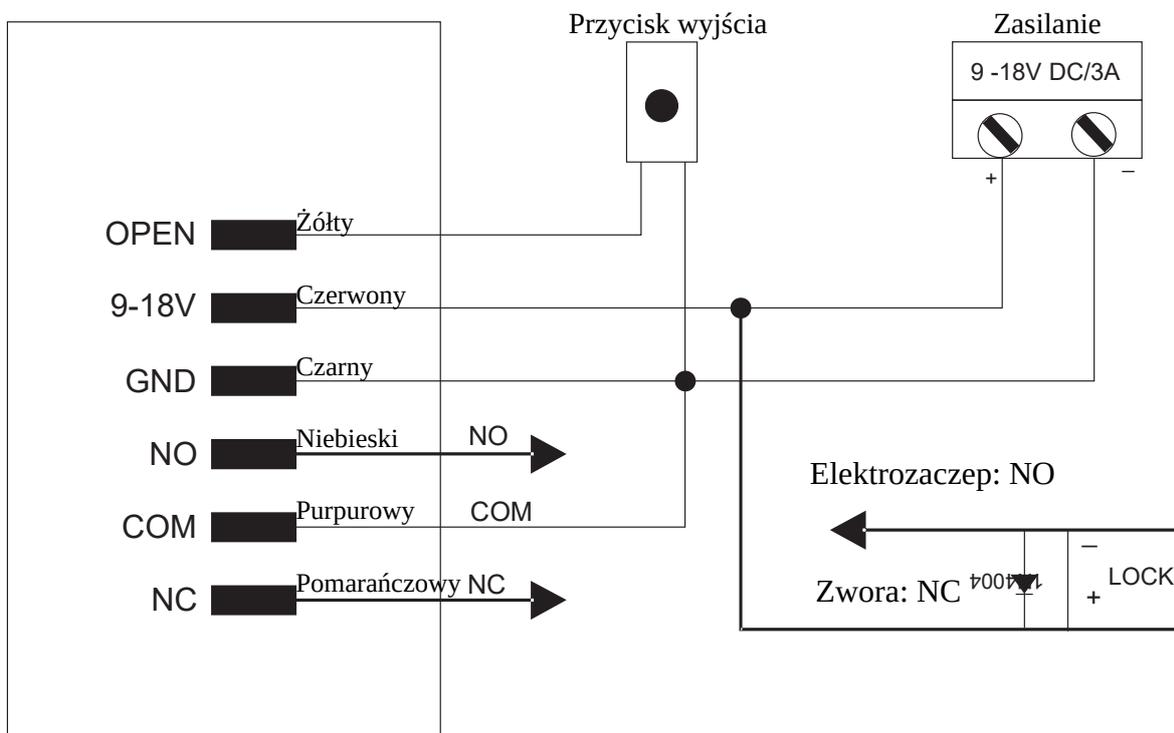 Przycisk wyjścia
Zasilanie
9 -18V DC/3A
+
–
OPEN
Żółty
9-18V
Czerwony
GND
Czarny
NO
Niebieski
NO
COM
Purpurowy
COM
NC
Pomarańczowy
NC
Elektrozaczep: NO
Zwora: NC
–
+
LOCK